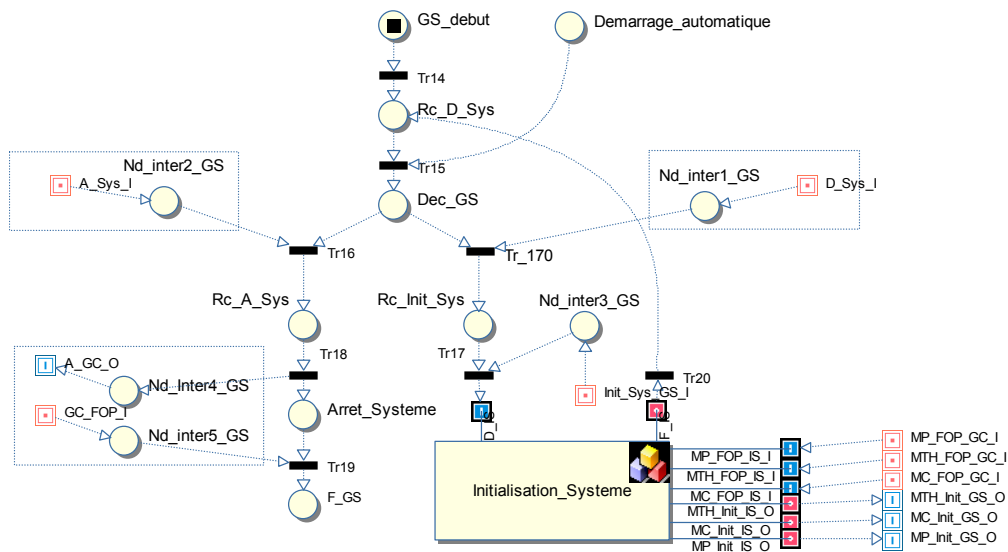 GS_debut
Demarrage_automatique
Tr14
Rc_D_Sys
Tr15
Nd_inter2_GS
A_Sys_I
Nd_inter1_GS
D_Sys_I
Dec_GS
Tr16
Tr_170
Rc_A_Sys
Rc_Init_Sys
Nd_inter3_GS
Tr18
Tr17
A_GC_O
Nd_Inter4_GS
Tr20
Init_Sys_GS_I
GC_FOP_I
Arret_Systeme
Nd_inter5_GS
D_IS
F_IS
MP_FOP_GC_I
MP_FOP_IS_I
MTH_FOP_GC_I
Tr19
MTH_FOP_IS_I
MC_FOP_GC_I
Initialisation_Systeme
MC_FOP_IS_I
MTH_Init_GS_O
F_GS
MTH_Init_IS_O
MC_Init_GS_O
MC_Init_IS_O
MP_Init_GS_O
MP_Init_IS_O